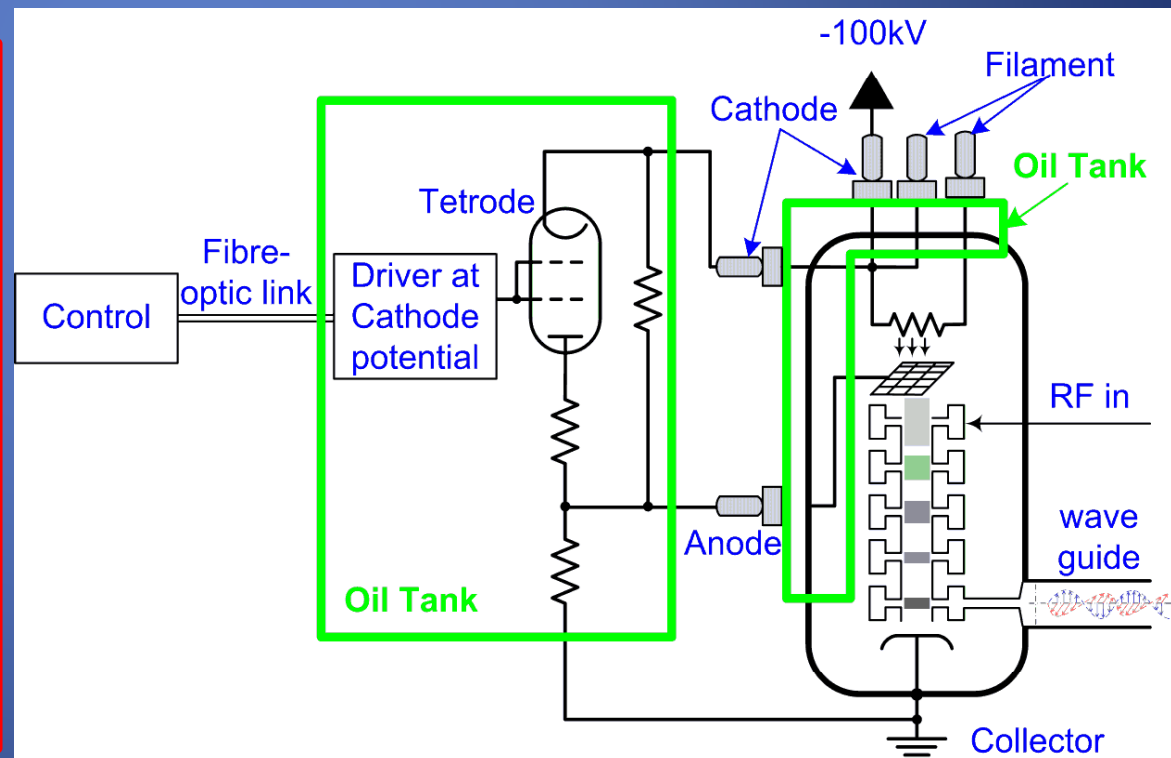 -100kV
Filament
Cathode
Oil Tank
Tetrode
Fibre-
optic link
Control
Driver at
Cathode
potential
RF in
wave
guide
Anode
Oil Tank
Collector